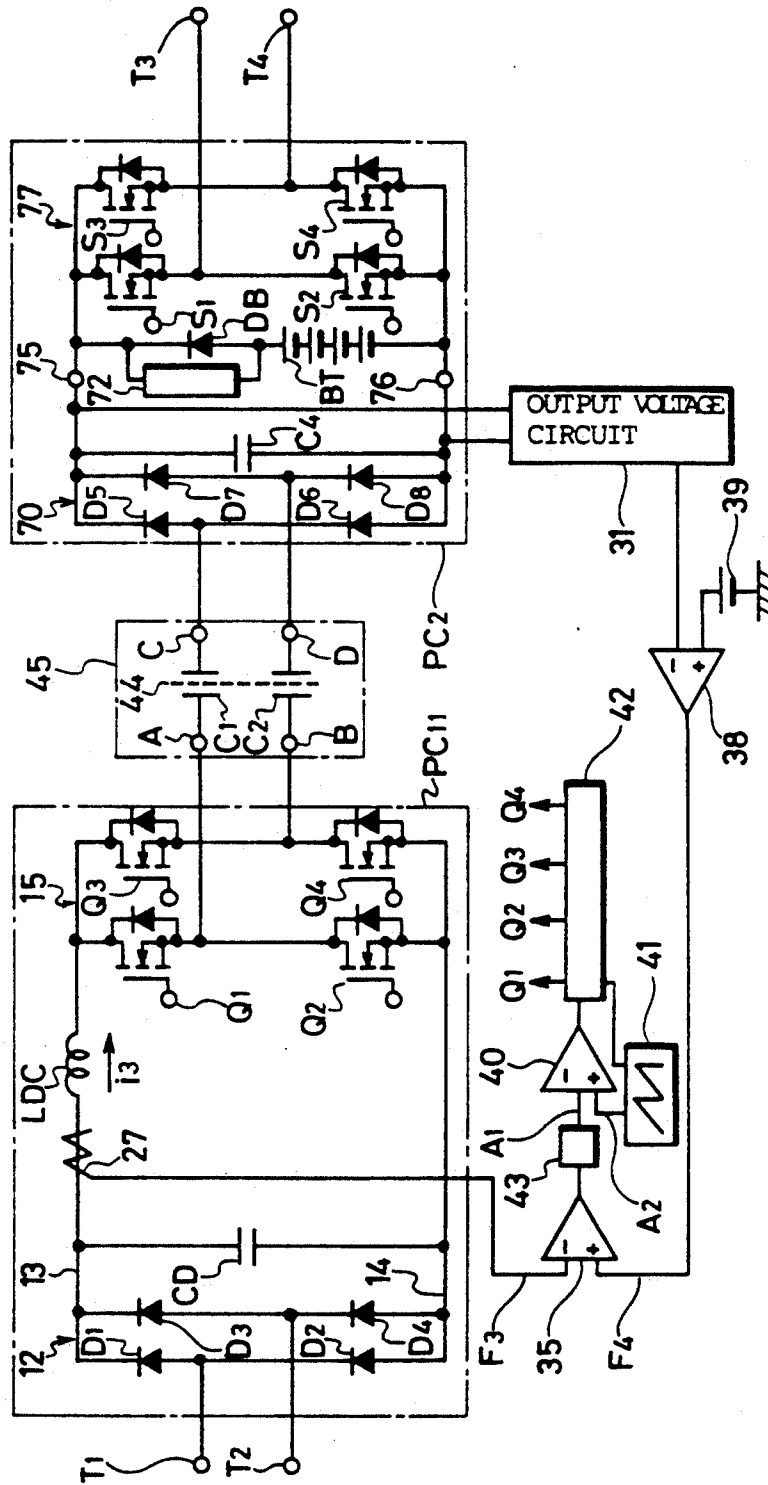 T1
T2
12
13
D1
D3
D2
D4
14
CD
27
LDC
i3
15
Q1
Q3
Q2
Q4
PC11
45
44
A
C
C1
C2
B
D
PC2
70
D5
D7
D6
D8
C4
75
76
72
DB
BT
77
S1
S3
S2
S4
T3
T4
OUTPUT VOLTAGE
CIRCUIT
31
39
38
- +
F3
F4
35
- +
43
A1
A2
40
- +
41
42
Q1 Q2 Q3 Q4